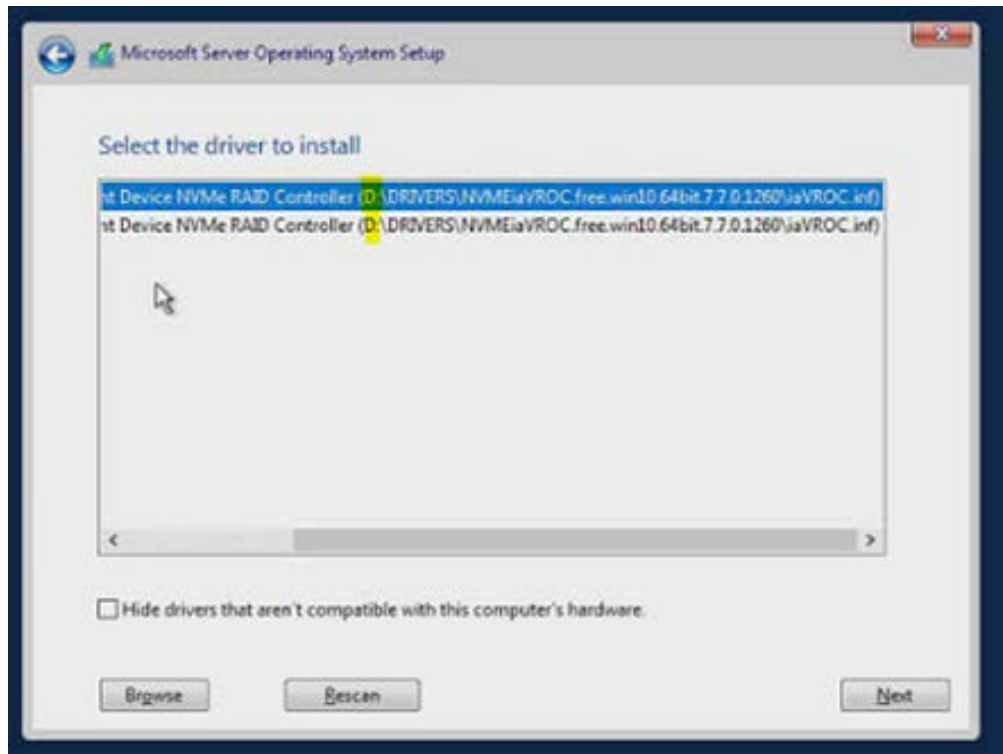 Microsoft Server Operating System Setup
Select the driver to install
nt Device NVMe RAID Controller (D:\DRIVERS\NVMEiaVROC.free.win10.64bit.7.7.0.1260\iaVROC.inf)
nt Device NVMe RAID Controller (D:\DRIVERS\NVMEiaVROC.free.win10.64bit.7.7.0.1260\iaVROC.inf)
Hide drivers that aren't compatible with this computer's hardware.
Browse
Rescan
Next